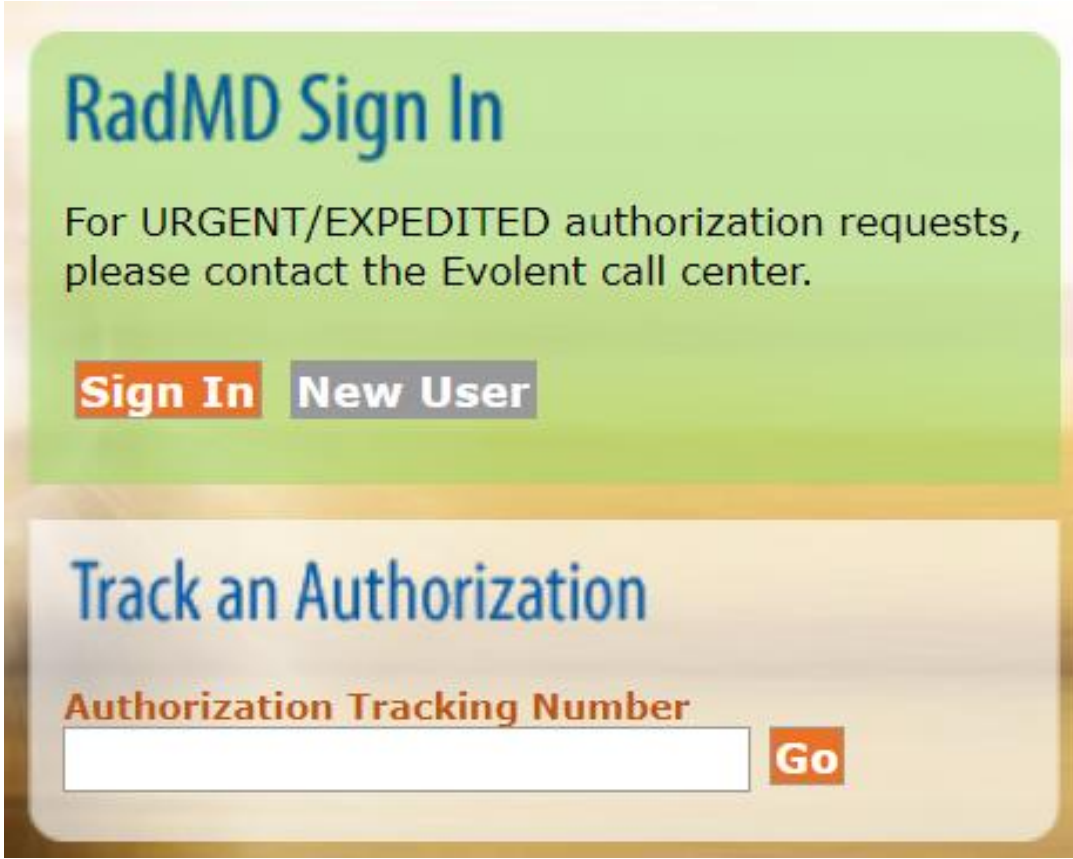 RadMD Sign In
For URGENT/EXPEDITED authorization requests,
please contact the Evolent call center.
Sign In New User
Track an Authorization
Authorization Tracking Number
Go